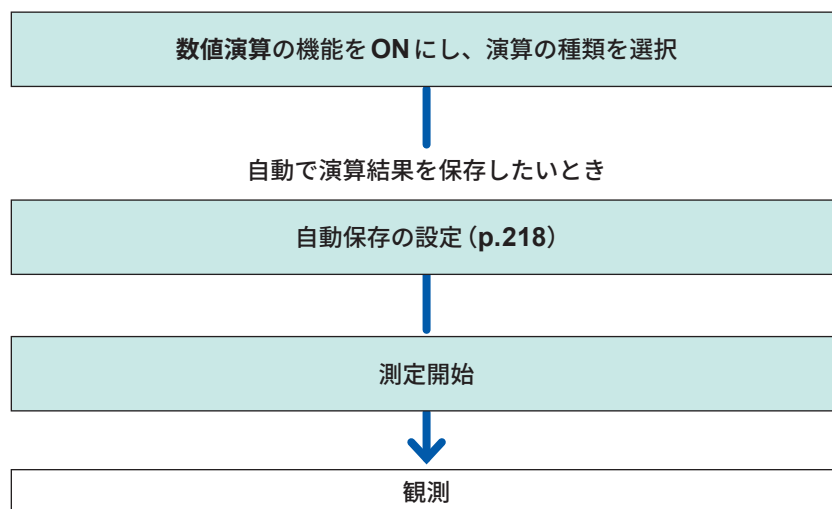 数値演算の機能をONにし、演算の種類を選択
自動で演算結果を保存したいとき
自動保存の設定（p.218）
測定開始
観測